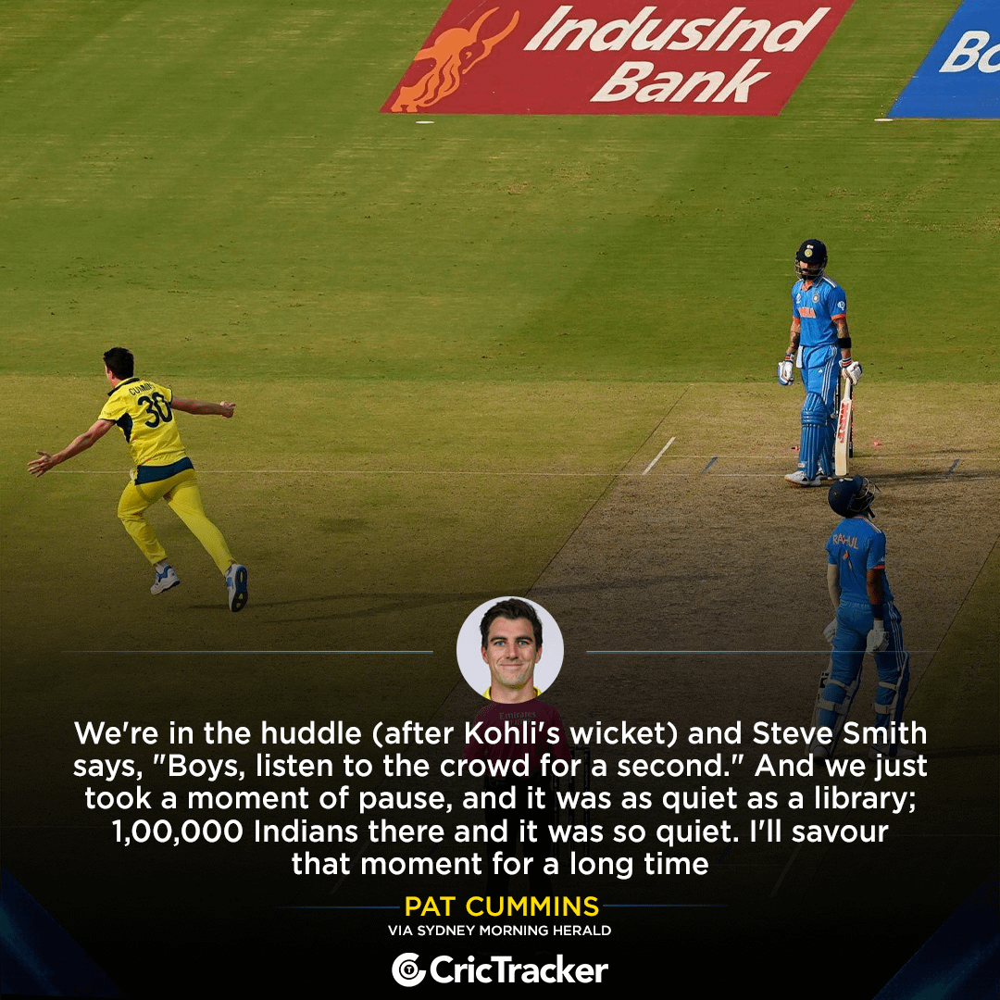 IndusInd
Bank
Bo
CUMMINS
30
RAHUL
1
Emirates
We're in the huddle (after Kohli's wicket) and Steve Smith
says, "Boys, listen to the crowd for a second." And we just
took a moment of pause, and it was as quiet as a library;
1,00,000 Indians there and it was so quiet. I'll savour
that moment for a long time
PAT CUMMINS
VIA SYDNEY MORNING HERALD
CricTracker